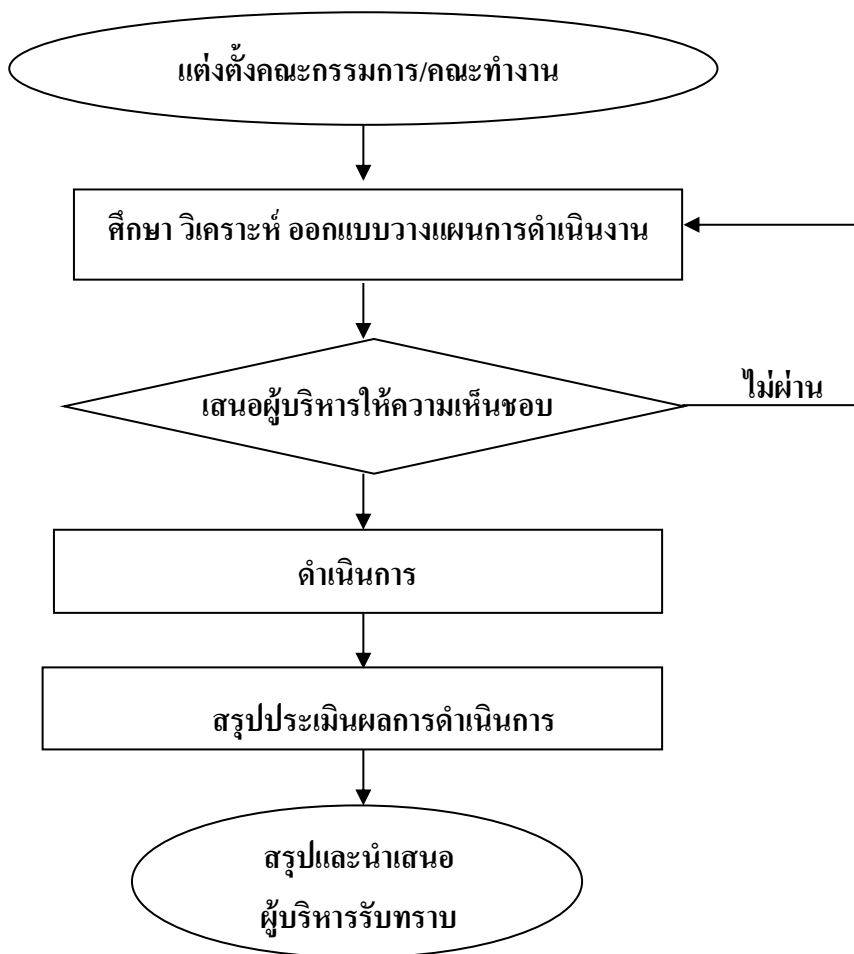 แต่งตั้งคณะกรรมการ/คณะทำงาน
ศึกษา วิเคราะห์ ออกแบบวางแผนการดำเนินงาน
เสนอผู้บริหารให้ความเห็นชอบ
ไม่ผ่าน
ดำเนินการ
สรุปประเมินผลการดำเนินการ
สรุปและนำเสนอ
ผู้บริหารรับทราบ